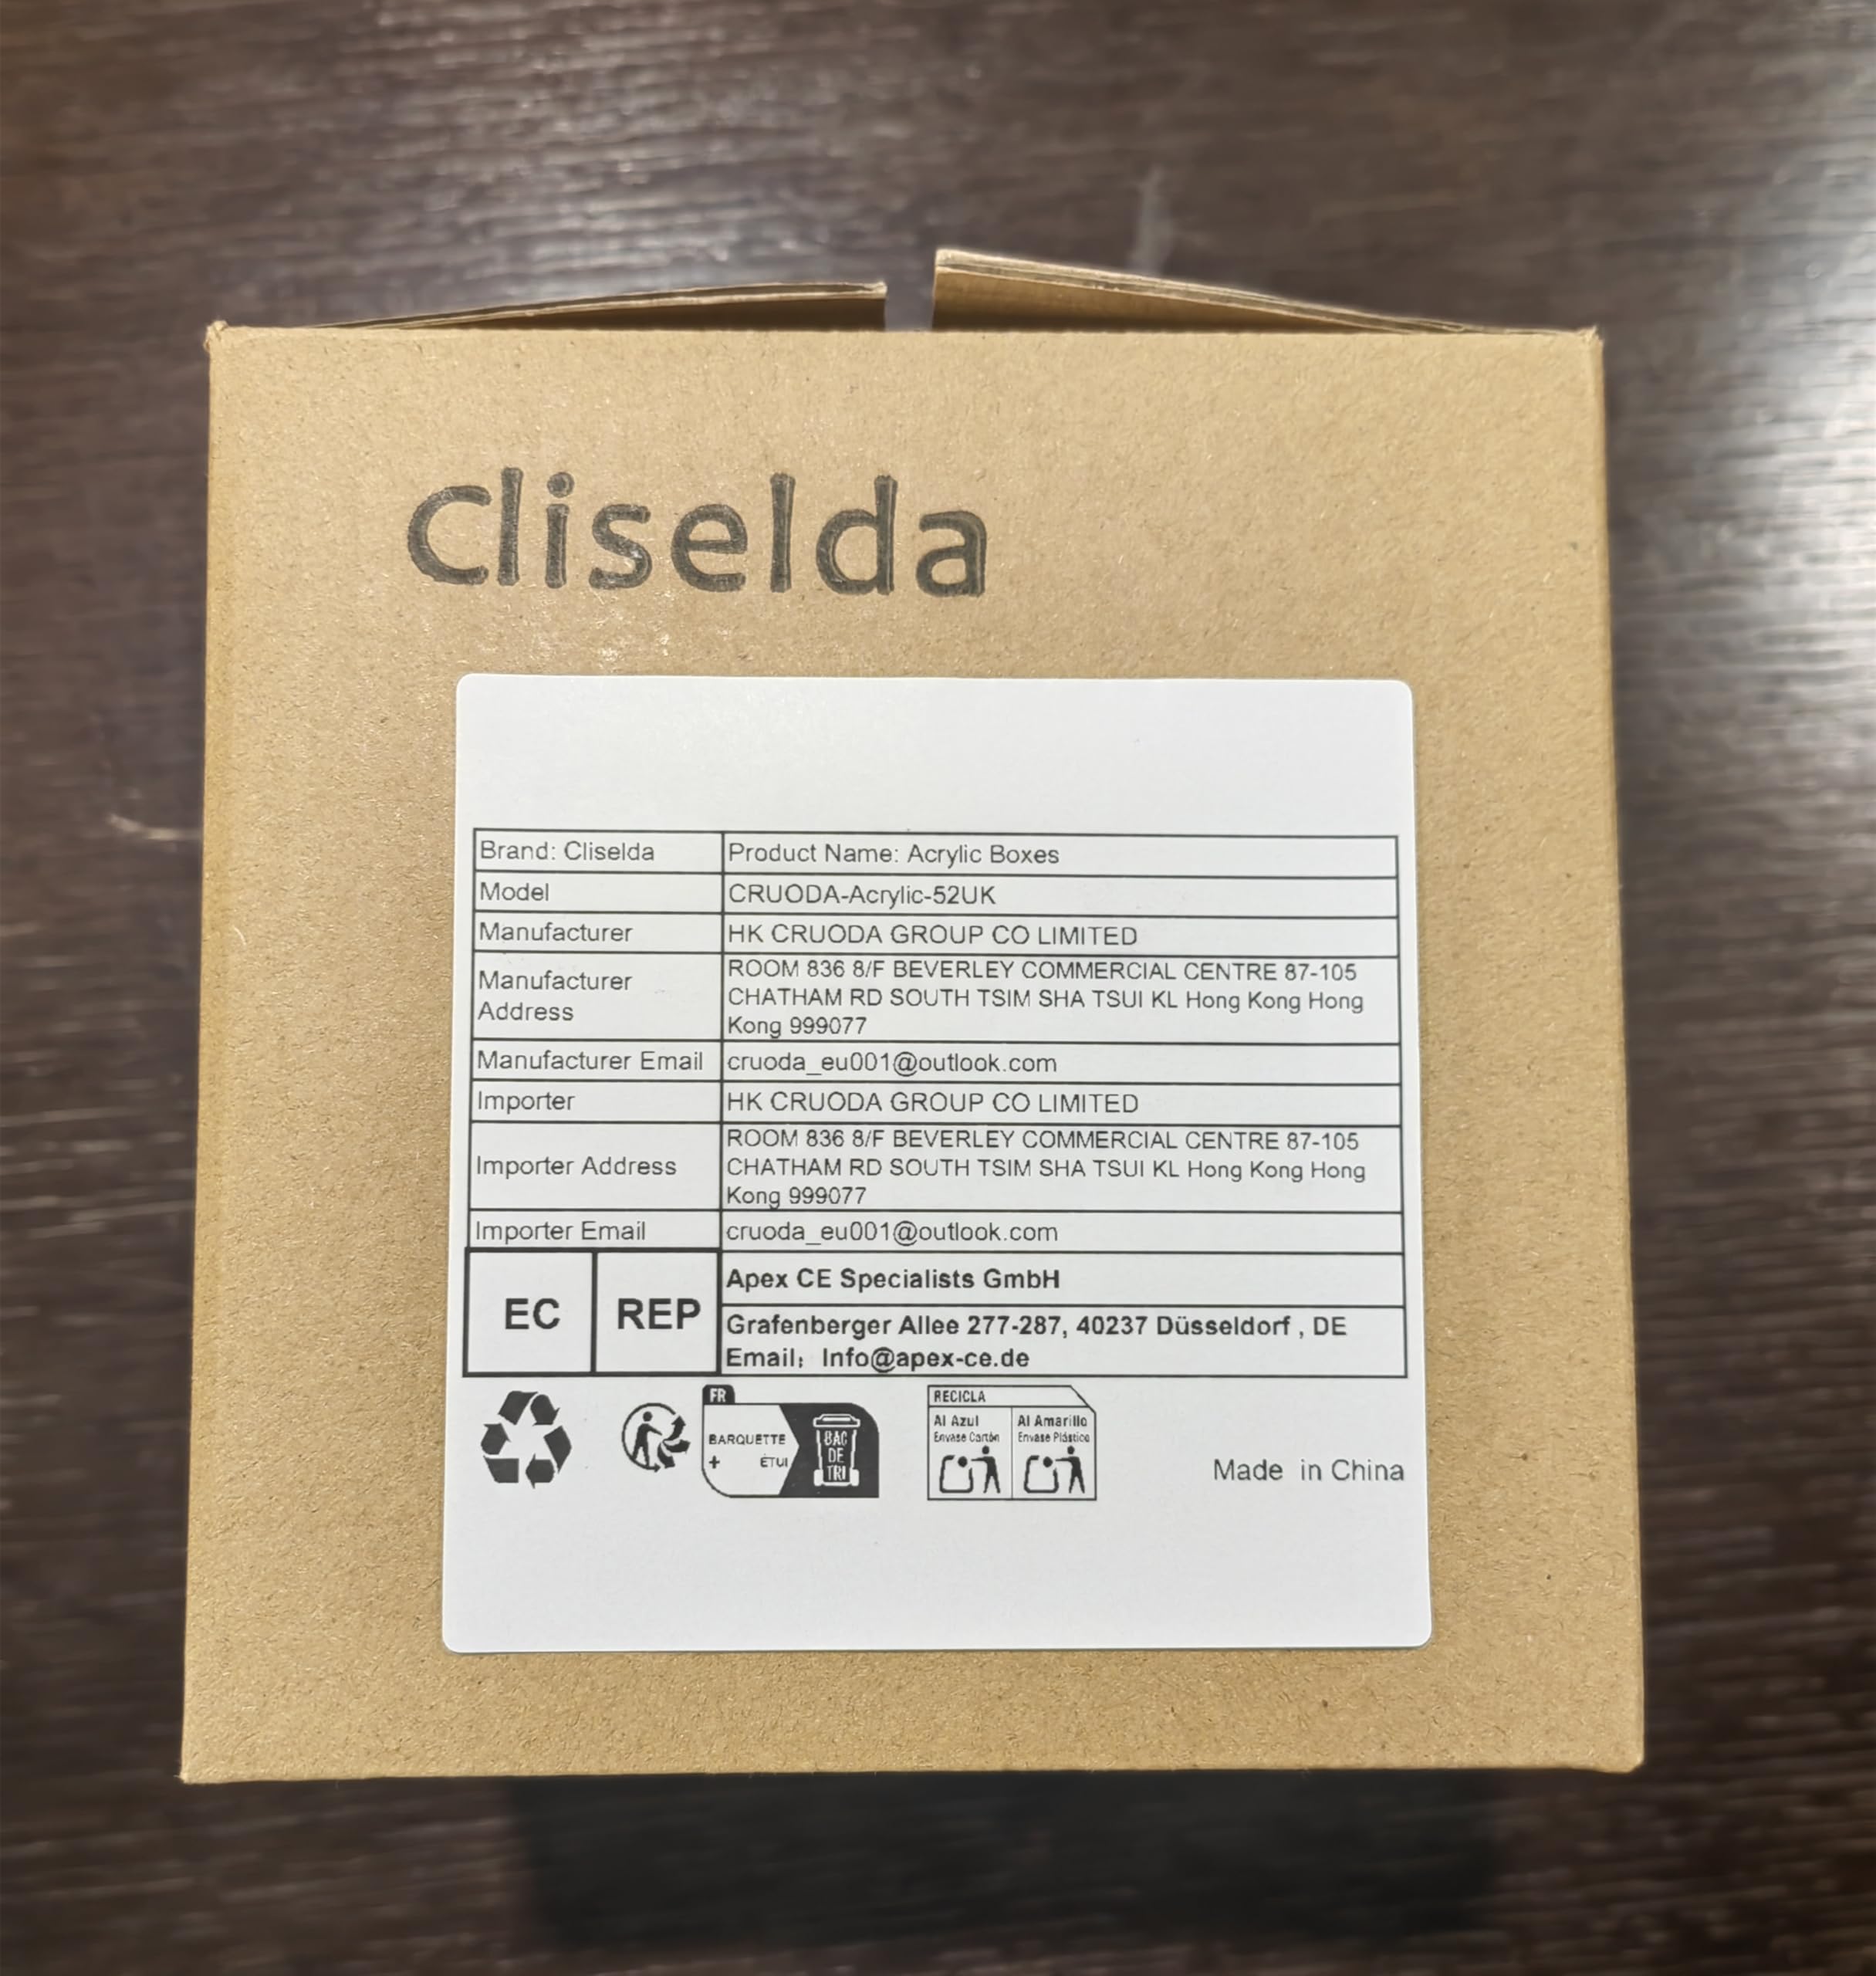 Cliselda
Brand: Cliselda
Product Name: Acrylic Boxes
Model
CRUODA-Acrylic-52UK
Manufacturer
HK CRUODA GROUP CO LIMITED
Manufacturer
Address
ROOM 836 8/F BEVERLEY COMMERCIAL CENTRE 87-105
CHATHAM RD SOUTH TSIM SHA TSUI KL Hong Kong Hong
Kong 999077
Manufacturer Email
cruoda_eu001@outlook.com
Importer
HK CRUODA GROUP CO LIMITED
Importer Address
ROOM 836 8/F BEVERLEY COMMERCIAL CENTRE 87-105
CHATHAM RD SOUTH TSIM SHA TSUI KL Hong Kong Hong
Kong 999077
Importer Email
cruoda_eu001@outlook.com
EC
REP
Apex CE Specialists GmbH
Grafenberger Allee 277-287, 40237 Düsseldorf , DE
Email: Info@apex-ce.de
FR
BARQUETTE
+ ÉTUI
BAC
DE
TRI
RECICLA
Al Azul
Envase Cartón
Al Amarillo
Envase Plástico
Made in China